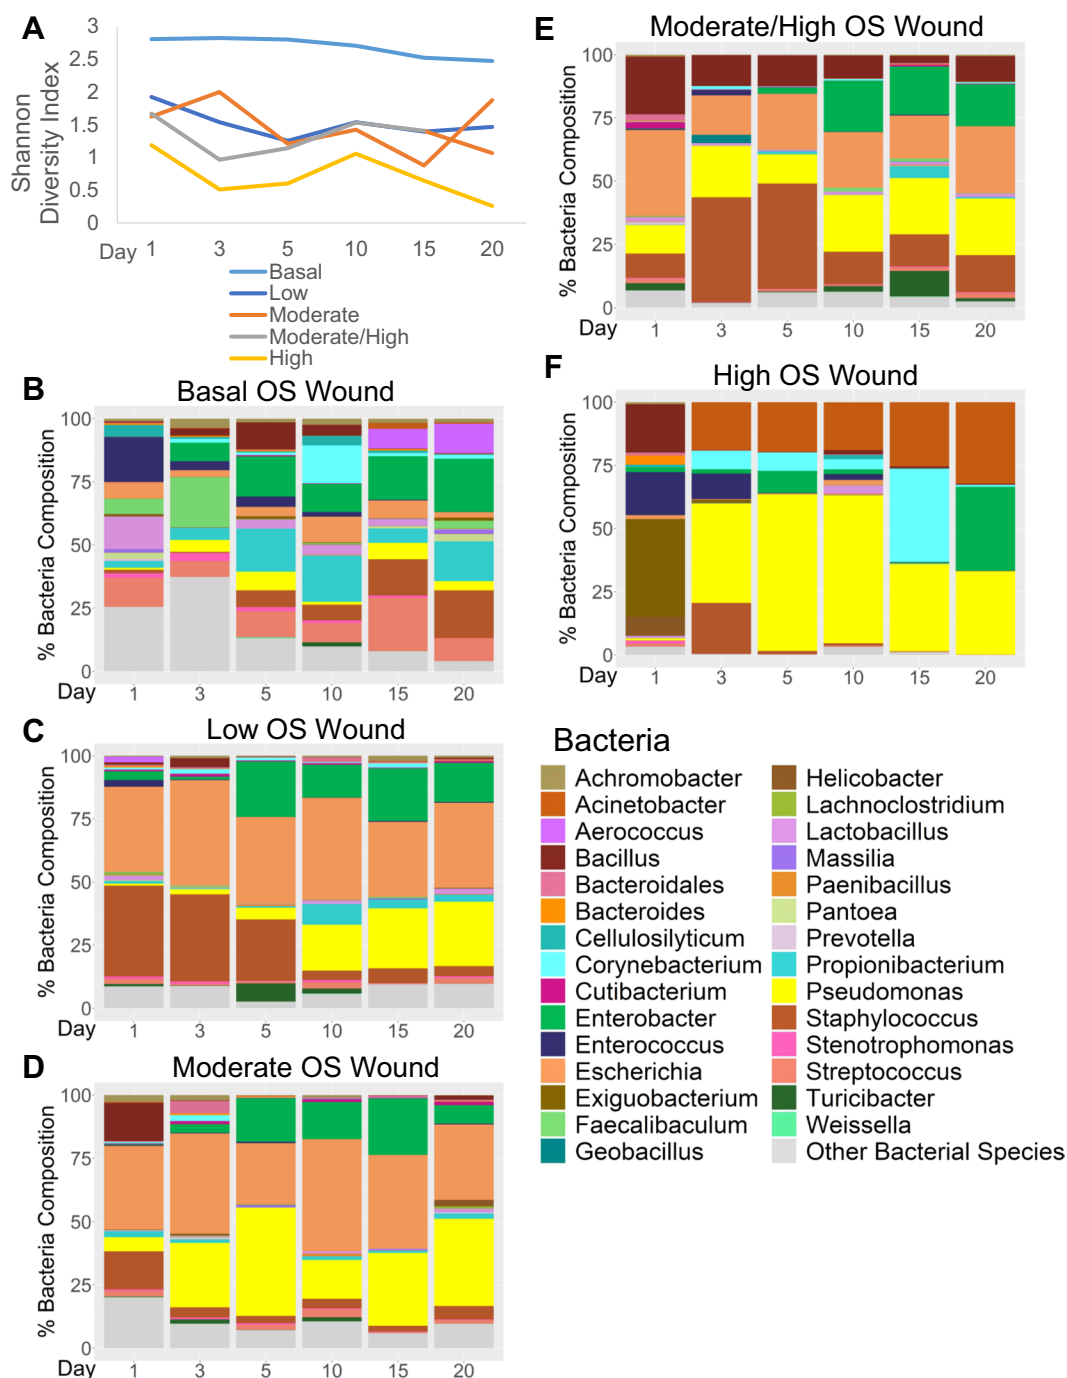 A
Shannon
Diversity Index
3
2.5
2
1.5
1
0.5
0
Day 1 3 5 10 15 20
Basal
Low
Moderate
Moderate/High
High
B
Basal OS Wound
% Bacteria Composition
100
75
50
25
0
Day 1 3 5 10 15 20
C
Low OS Wound
% Bacteria Composition
100
75
50
25
0
Day 1 3 5 10 15 20
D
Moderate OS Wound
% Bacteria Composition
100
75
50
25
0
Day 1 3 5 10 15 20
E
Moderate/High OS Wound
% Bacteria Composition
100
75
50
25
0
Day 1 3 5 10 15 20
F
High OS Wound
% Bacteria Composition
100
75
50
25
0
Day 1 3 5 10 15 20
Bacteria
Achromobacter
Acinetobacter
Aerococcus
Bacillus
Bacteroidales
Bacteroides
Cellulosilyticum
Corynebacterium
Cutibacterium
Enterobacter
Enterococcus
Escherichia
Exiguobacterium
Faecalibaculum
Geobacillus
Helicobacter
Lachnoclostridium
Lactobacillus
Massilia
Paenibacillus
Pantoea
Prevotella
Propionibacterium
Pseudomonas
Staphylococcus
Stenotrophomonas
Streptococcus
Turicibacter
Weissella
Other Bacterial Species